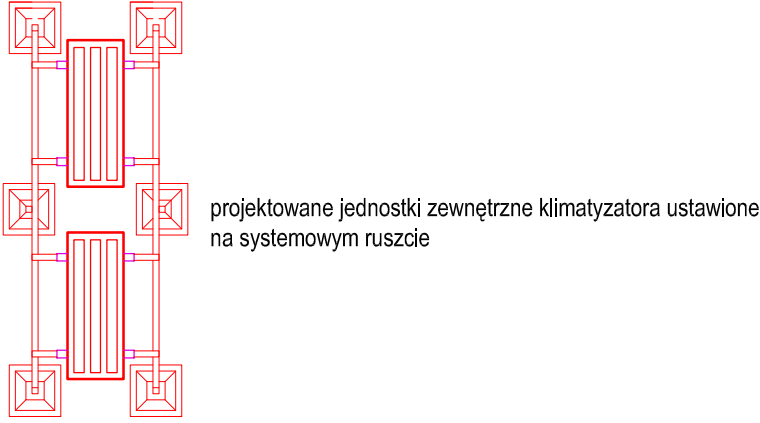 projektowane jednostki zewnętrzne klimatyzatora ustawione
na systemowym ruszcie